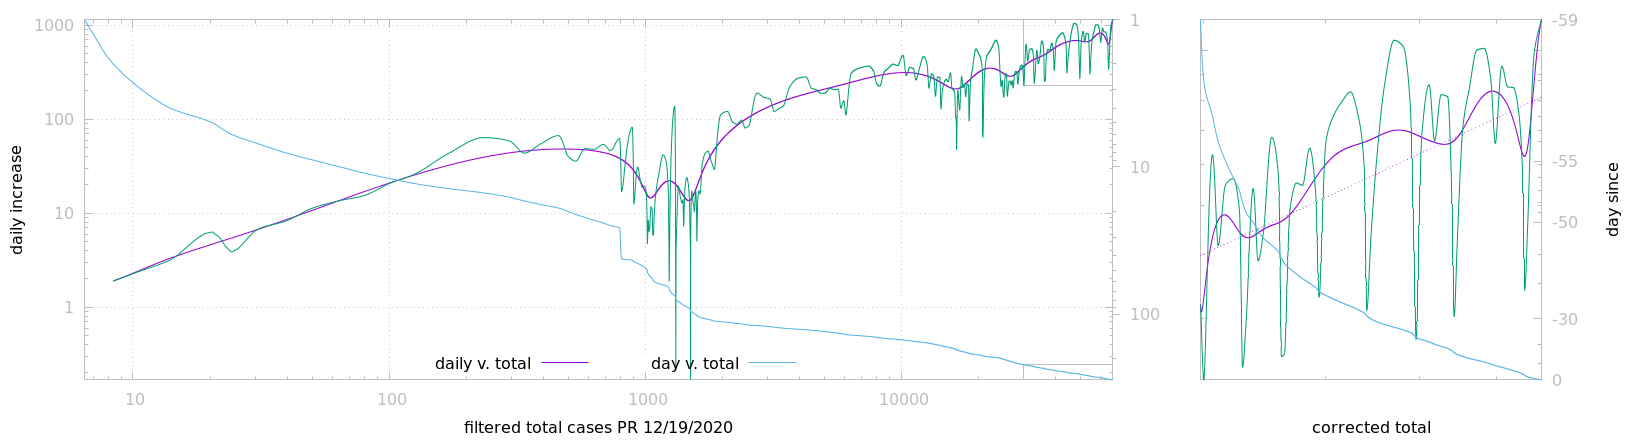 1000
100
10
1
daily increase
1
10
100
daily v. total
day v. total
10
100
1000
10000
filtered total cases PR 12/19/2020
-59
-55
-50
-30
0
day since
corrected total